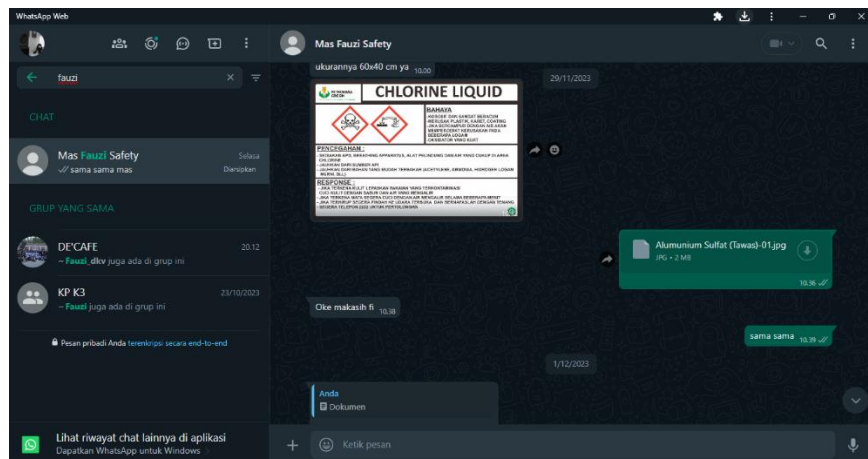 WhatsApp Web
fauzi
CHAT
Mas Fauzi Safety
Selasa
sama sama mas
Diarsipkan
GRUP YANG SAMA
DE'CAFE
20.12
~ Fauzi_dkv juga ada di grup ini
KP K3
23/10/2023
~ Fauzi juga ada di grup ini
Pesan pribadi Anda terenkripsi secara end-to-end
Lihat riwayat chat lainnya di aplikasi
Dapatkan WhatsApp untuk Windows
Mas Fauzi Safety
ukurannya 60x40 cm ya 10.00
29/11/2023
CHLORINE LIQUID
BAHAYA
PENCEGAHAN :
RESPONSE :
Alumunium Sulfat (Tawas)-01.jpg
JPG • 2 MB
10.36
Oke makasih fi 10.38
sama sama 10.39
1/12/2023
Anda
Dokumen
Ketik pesan